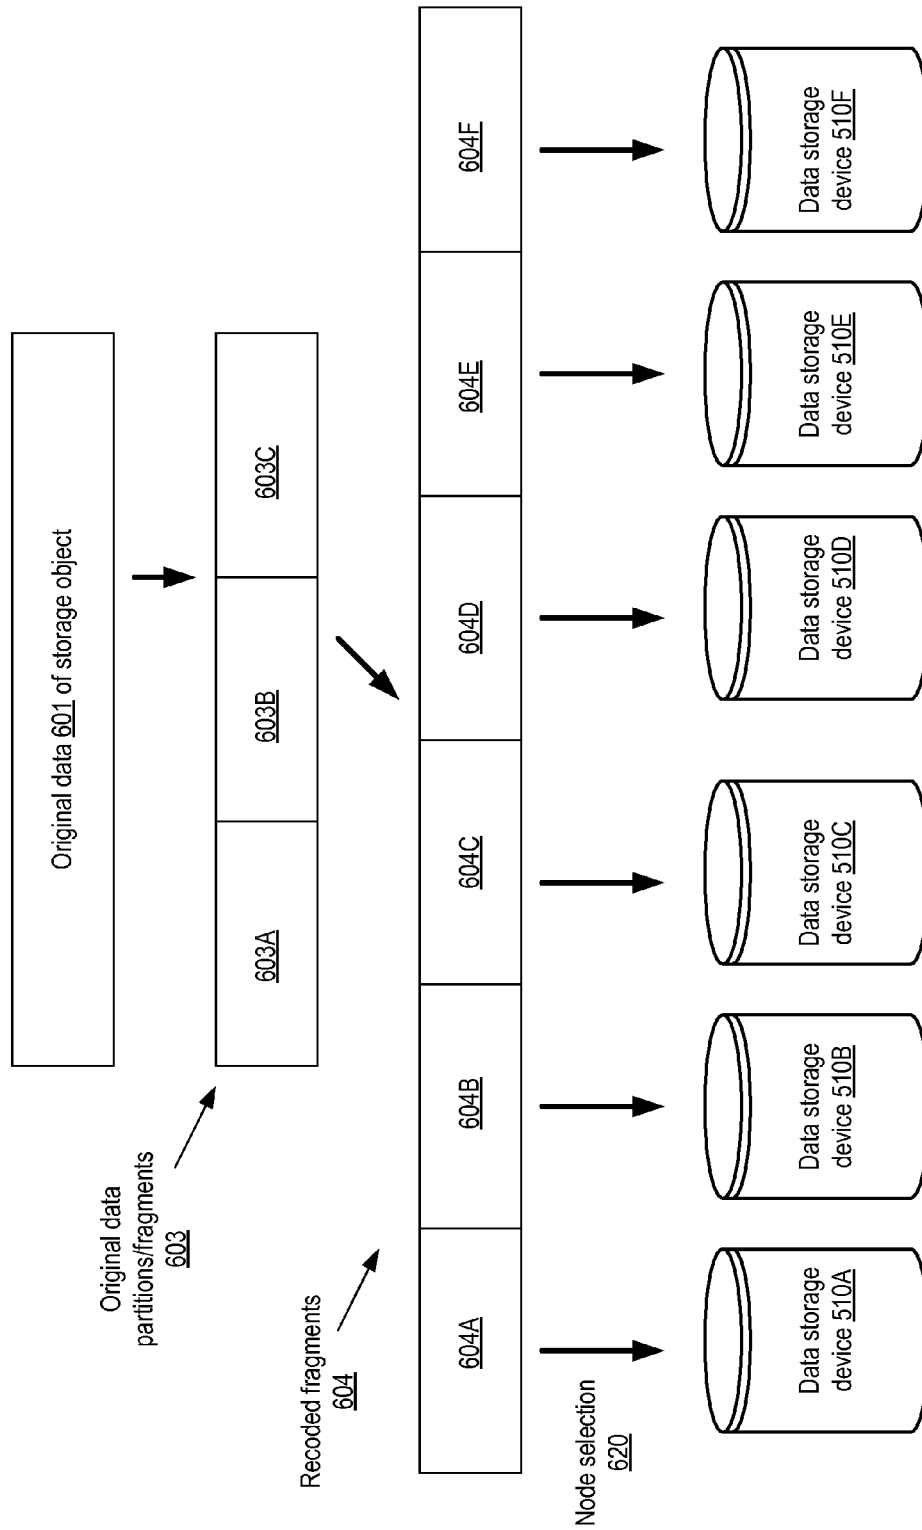 Original data 601 of storage object
Original data
partitions/fragments
603
603A
603B
603C
Recoded fragments
604
604A
604B
604C
604D
604E
604F
Node selection
620
Data storage
device 510A
Data storage
device 510B
Data storage
device 510C
Data storage
device 510D
Data storage
device 510E
Data storage
device 510F